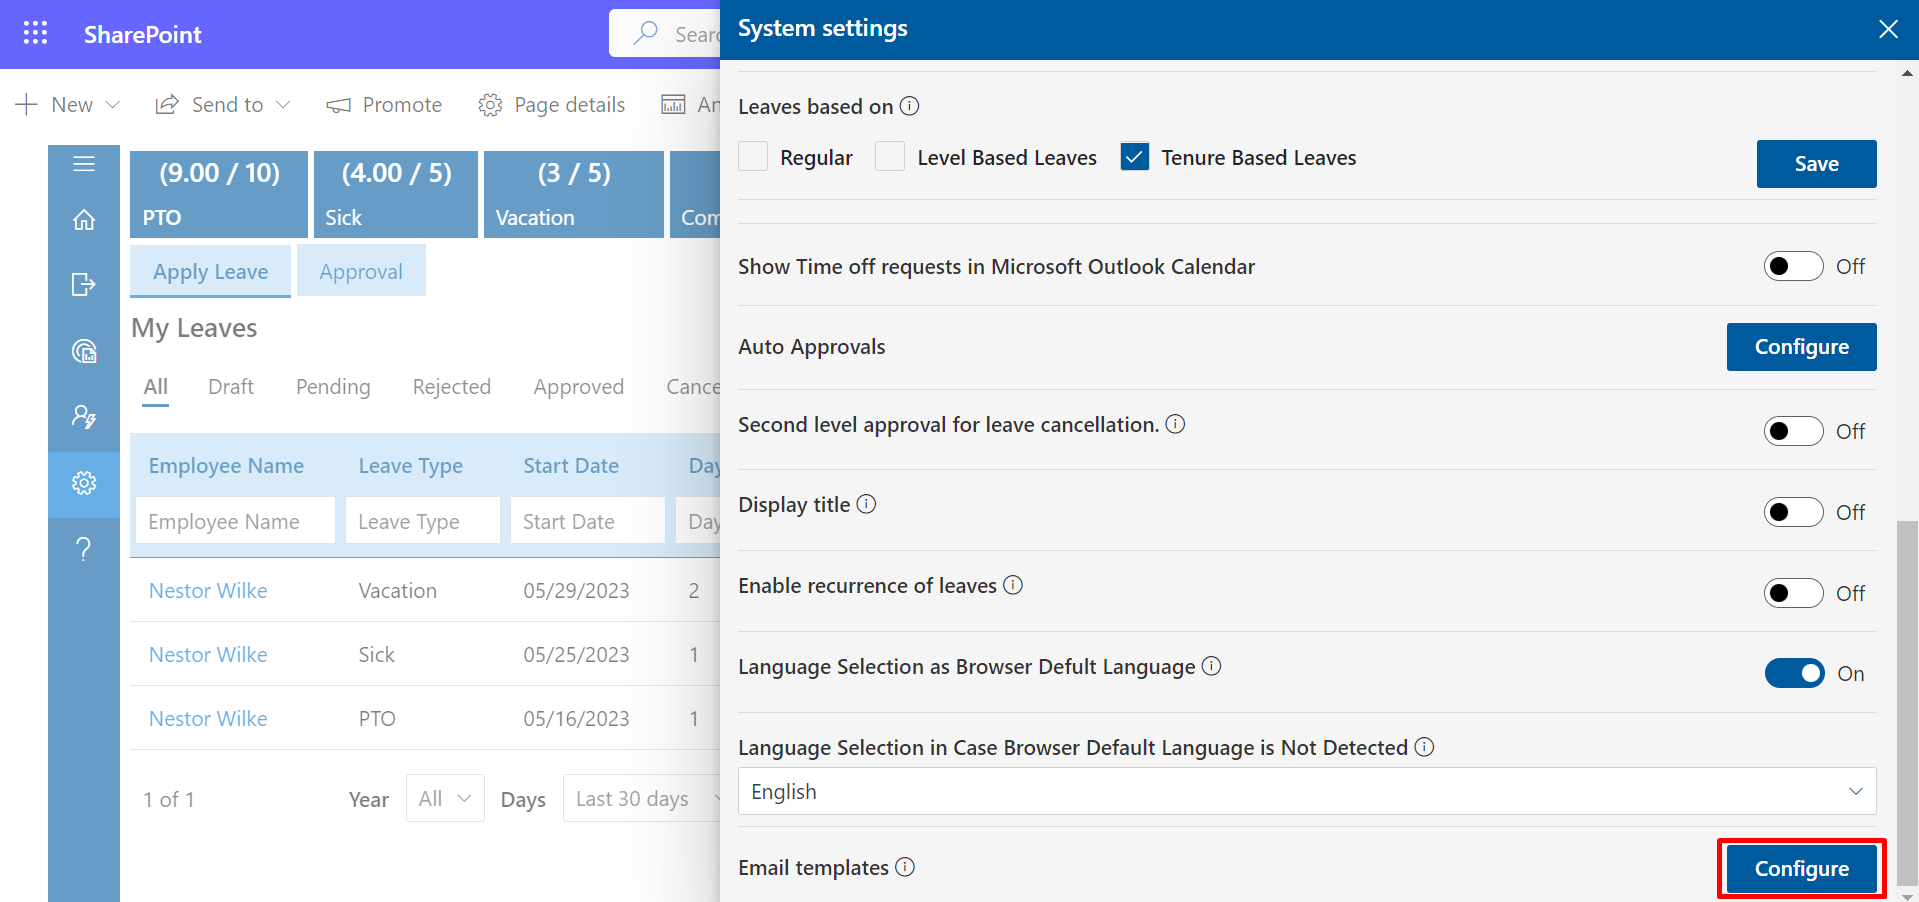 SharePoint
Sear
New
Send to
Promote
Page details
An
(9.00 / 10)
PTO
(4.00 / 5)
Sick
(3 / 5)
Vacation
Com
Apply Leave
Approval
My Leaves
All Draft Pending Rejected Approved Cance
Employee Name Leave Type Start Date Day
Employee Name Leave Type Start Date Day
Nestor Wilke Vacation 05/29/2023 2
Nestor Wilke Sick 05/25/2023 1
Nestor Wilke PTO 05/16/2023 1
1 of 1 Year All Days Last 30 days
System settings
Leaves based on
Regular Level Based Leaves Tenure Based Leaves
Save
Show Time off requests in Microsoft Outlook Calendar Off
Auto Approvals Configure
Second level approval for leave cancellation. Off
Display title Off
Enable recurrence of leaves Off
Language Selection as Browser Defult Language On
Language Selection in Case Browser Default Language is Not Detected
English
Email templates Configure